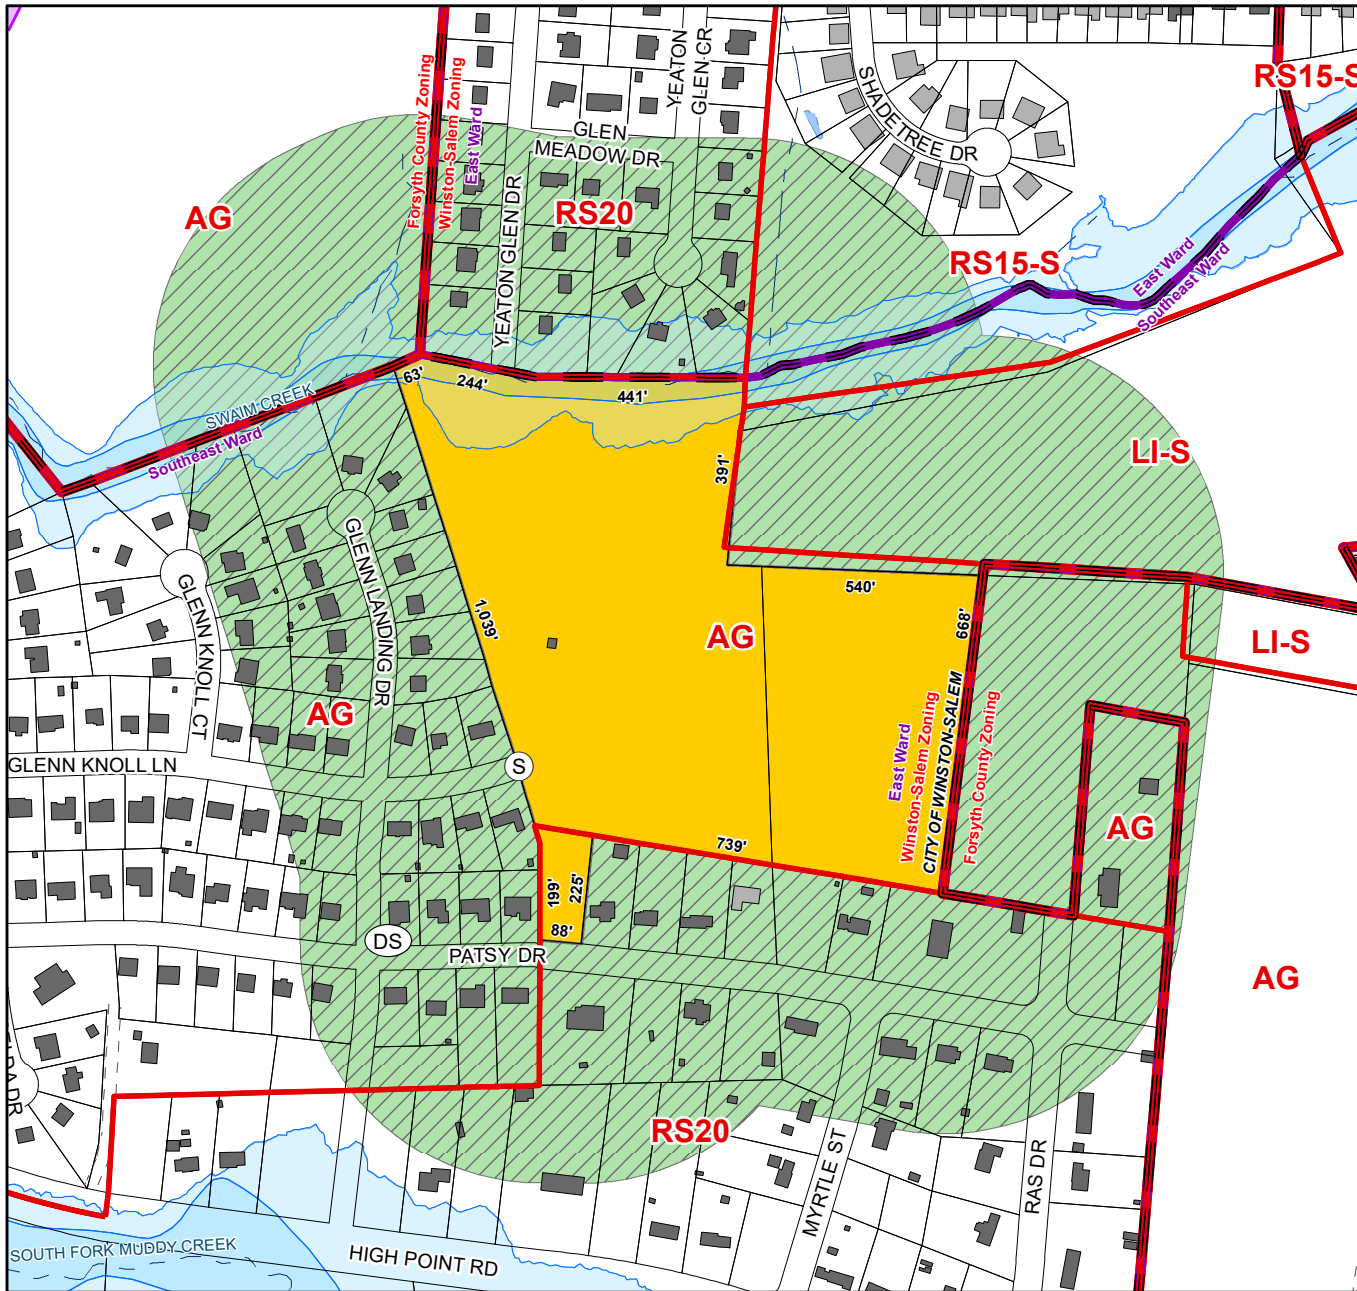 YEATON
GLEN CR
SHADETREE DR
RS15-S
Forsyth County Zoning
Winston-Salem Zoning
East Ward
GLEN
MEADOW DR
AG
RS20
YEATON GLEN DR
RS15-S
East Ward
Southeast Ward
SWAIM CREEK
Southeast Ward
63'
244'
441'
391'
LI-S
GLENN KNOLL CT
GLENN LANDING DR
1,039'
540'
668'
AG
LI-S
AG
GLENN KNOLL LN
S
East Ward
Winston-Salem Zoning
CITY OF WINSTON-SALEM
Forsyth County Zoning
AG
739'
199'
225'
88'
DS
PATSY DR
AG
RS20
MYRTLE ST
RAS DR
SOUTH FORK MUDDY CREEK
HIGH POINT RD